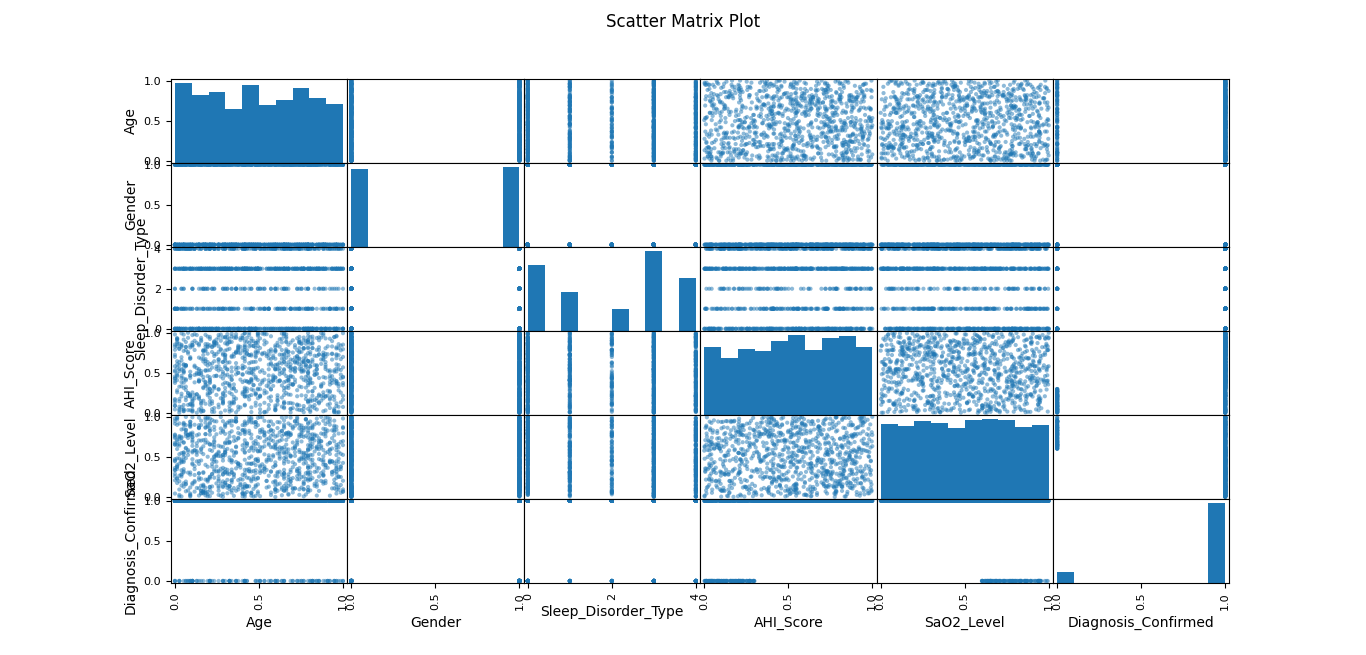 Scatter Matrix Plot
1.0
0.5
0.0
Age
1.0
0.5
0.0
Gender
4
2
0
Sleep_Disorder_Type
1.0
0.5
0.0
AHI_Score
1.0
0.5
0.0
SaO2_Level
1.0
0.5
0.0
Diagnosis_Confirmed
0.0 0.5 1.0 0.0 0.5 1.0 0 2 4 0.0 0.5 1.0 0.0 0.5 1.0 0.0 0.5 1.0
Age Gender Sleep_Disorder_Type AHI_Score SaO2_Level Diagnosis_Confirmed